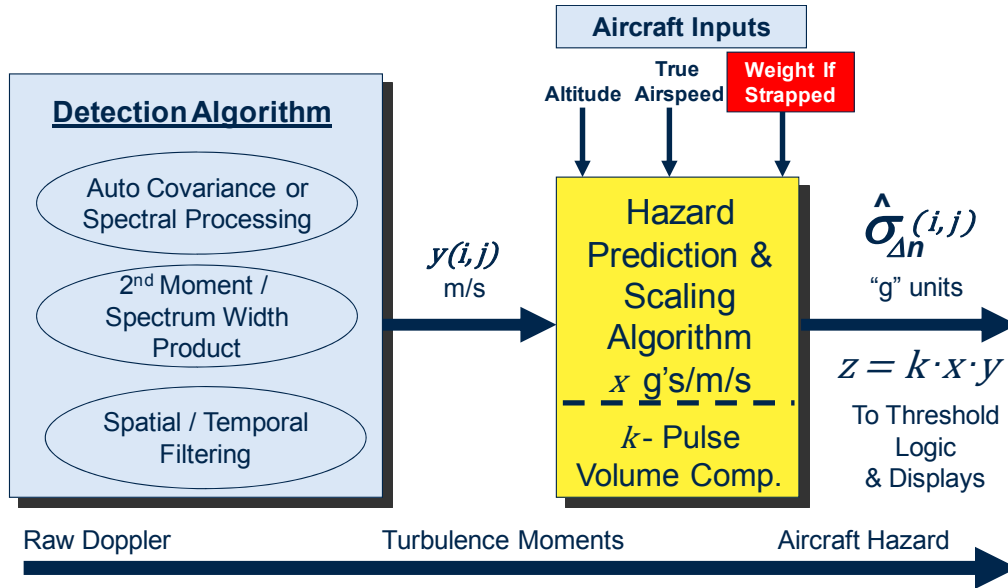 Aircraft Inputs
Altitude
True
Airspeed
Weight If
Strapped
Detection Algorithm
Auto Covariance or
Spectral Processing
2nd Moment /
Spectrum Width
Product
Spatial / Temporal
Filtering
y(i,j)
m/s
Hazard
Prediction &
Scaling
Algorithm
x g's/m/s
k - Pulse
Volume Comp.
σ̂Δn(i,j)
“g” units
z = k·x·y
To Threshold
Logic
& Displays
Raw Doppler
Turbulence Moments
Aircraft Hazard